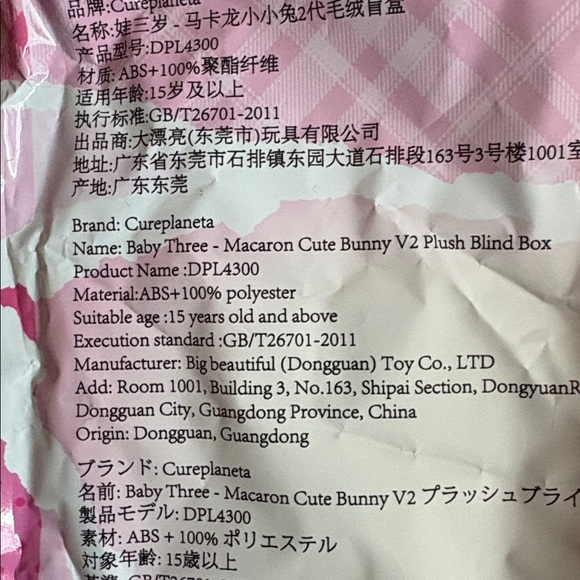 品牌:Cureplaneta
名称:娃三岁 - 马卡龙小小兔2代毛绒盲盒
产品型号:DPL4300
材质: ABS+100%聚酯纤维
适用年龄:15岁及以上
执行标准:GB/T26701-2011
出品商:大漂亮(东莞市)玩具有限公司
地址:广东省东莞市石排镇东园大道石排段163号3号楼1001室
产地:广东东莞
Brand: Cureplaneta
Name: Baby Three - Macaron Cute Bunny V2 Plush Blind Box
Product Name :DPL4300
Material:ABS+100% polyester
Suitable age :15 years old and above
Execution standard :GB/T26701-2011
Manufacturer: Big beautiful (Dongguan) Toy Co., LTD
Add: Room 1001, Building 3, No.163, Shipai Section, DongyuanR
Dongguan City, Guangdong Province, China
Origin: Dongguan, Guangdong
ブランド: Cureplaneta
名前: Baby Three - Macaron Cute Bunny V2 プラッシュブライ
製品モデル: DPL4300
素材: ABS + 100% ポリエステル
対象年齢: 15歳以上
基準: GB/T26701-2011